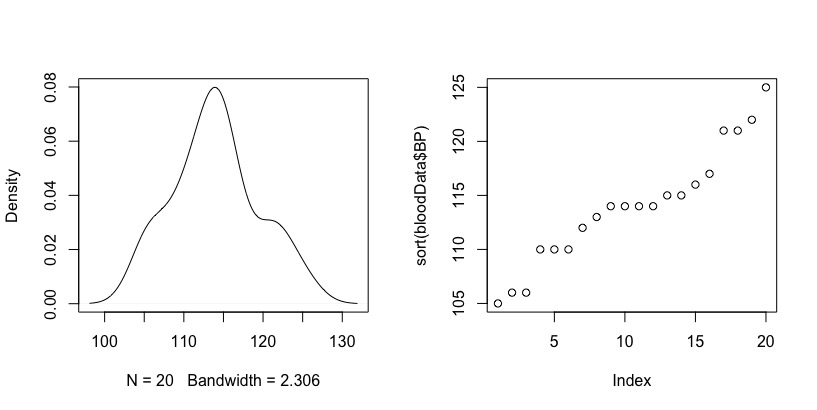 Density
0.00 0.02 0.04 0.06 0.08
100 110 120 130
N = 20 Bandwidth = 2.306
sort(bloodData$BP)
105 110 115 120 125
5 10 15 20
Index